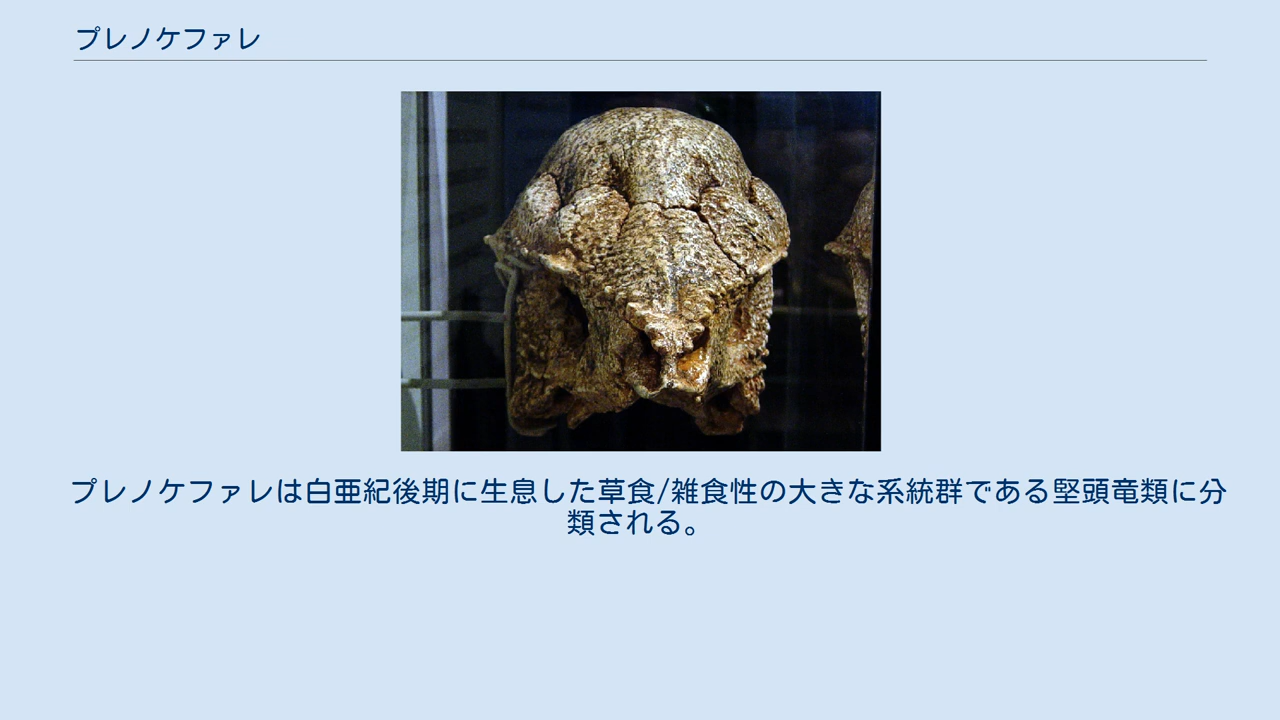 プレノケファレ
プレノケファレは白亜紀後期に生息した草食/雑食性の大きな系統群である堅頭竜類に分
類される。